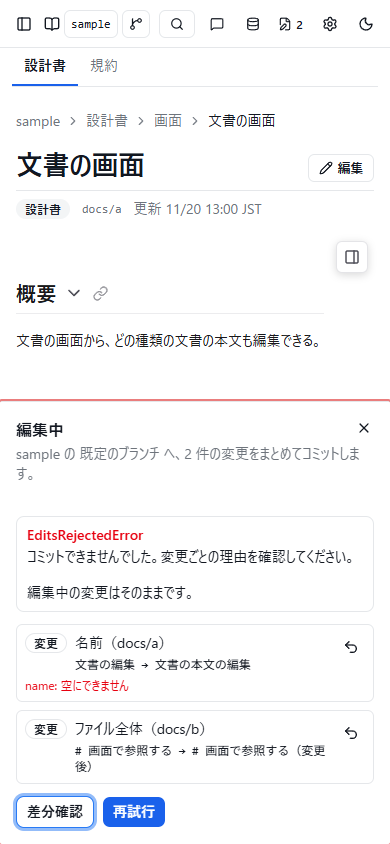 sample 2
設計書 規約
sample > 設計書 > 画面 > 文書の画面
文書の画面 編集
設計書 docs/a 更新 11/20 13:00 JST
概要
文書の画面から、どの種類の文書の本文も編集できる。
編集中
sample の 既定のブランチ へ、2 件の変更をまとめてコミットしま
す。
EditsRejectedError
コミットできませんでした。変更ごとの理由を確認してください。
編集中の変更はそのままです。
変更 名前（docs/a）
文書の編集 → 文書の本文の編集
name: 空にできません
変更 ファイル全体（docs/b）
# 画面で参照する → # 画面で参照する（変更
後）
差分確認 再試行